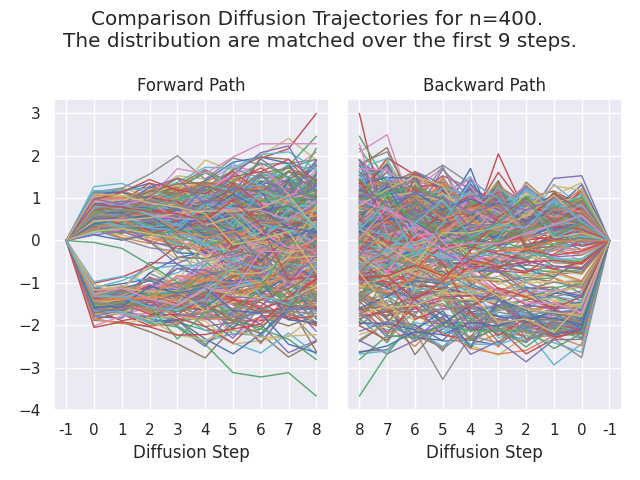 Comparison Diffusion Trajectories for n=400.
The distribution are matched over the first 9 steps.
Forward Path
Backward Path
3
2
1
0
−1
−2
−3
−4
-1 0 1 2 3 4 5 6 7 8
8 7 6 5 4 3 2 1 0 -1
Diffusion Step
Diffusion Step